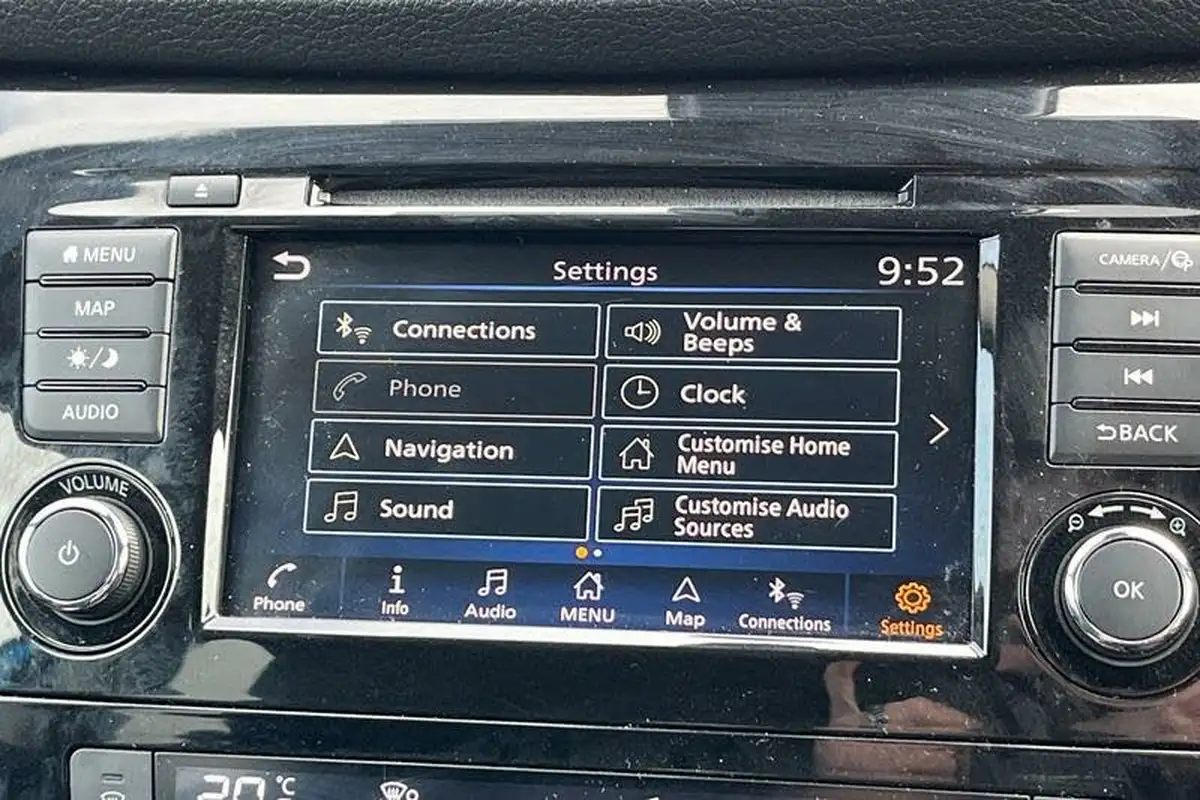 MENU
MAP
AUDIO
VOLUME
Settings
9:52
Connections
Volume &
Beeps
Phone
Clock
Navigation
Customise Home
Menu
Sound
Customise Audio
Sources
Phone
Info
Audio
MENU
Map
Connections
Settings
CAMERA/
BACK
OK
20 °C